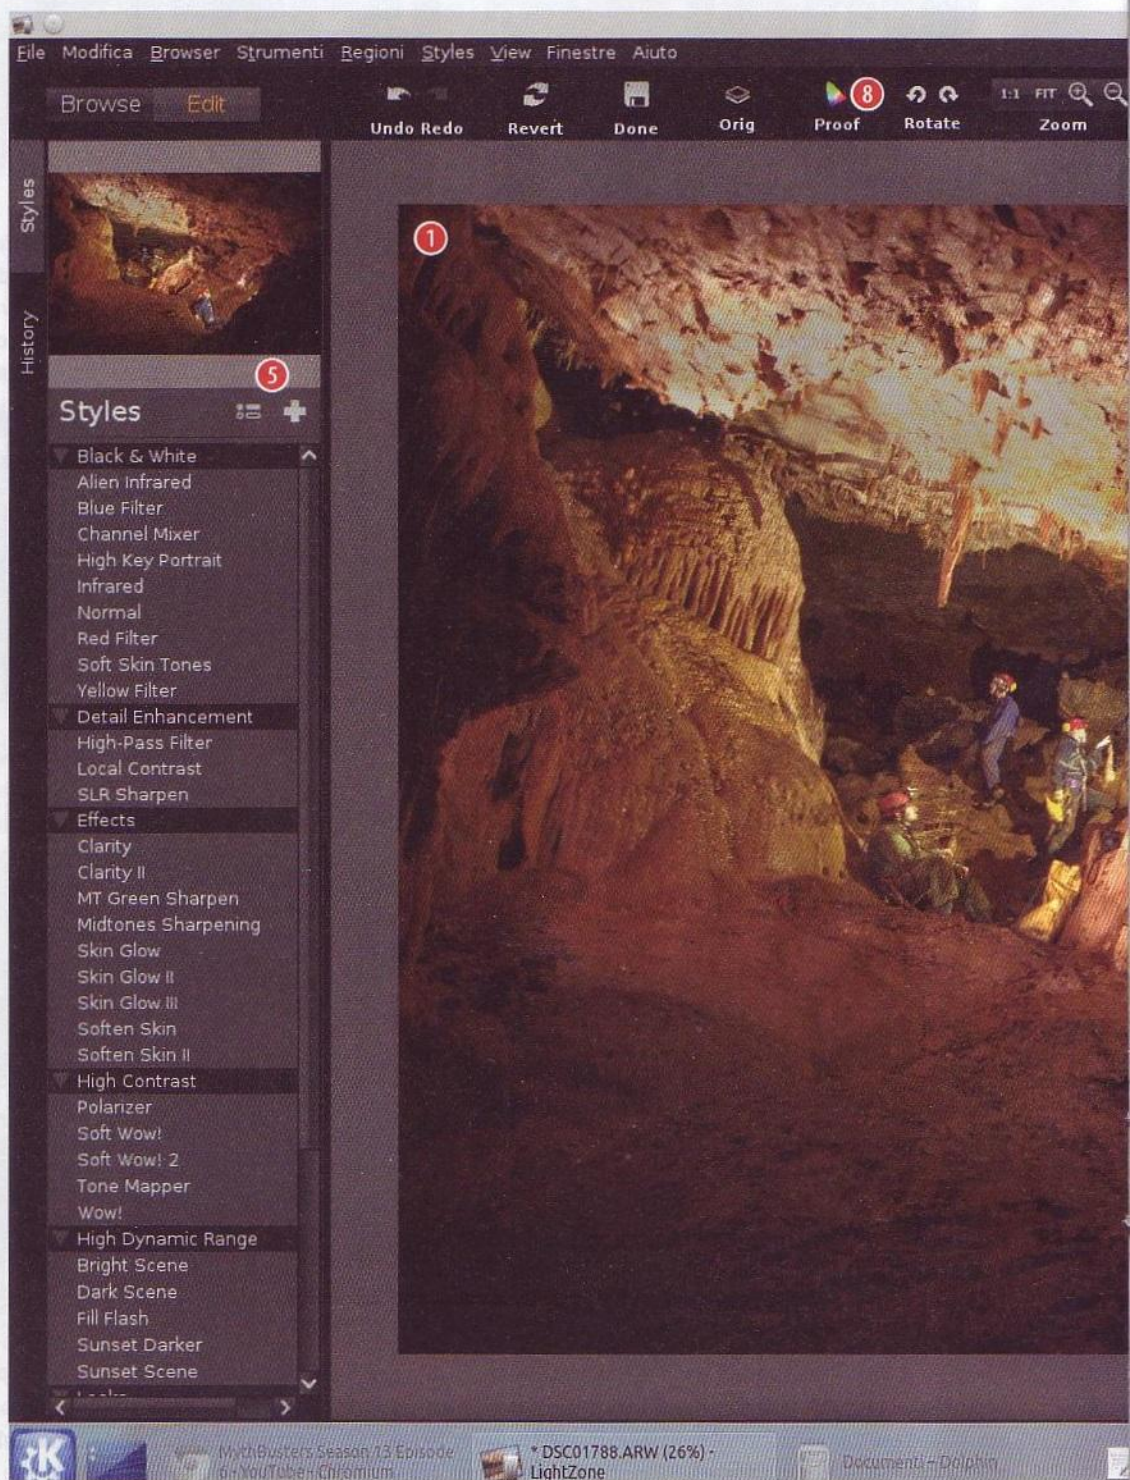 File Modifica Browser Strumenti Regioni Styles View Finestre Aiuto
Browse Edit
Undo Redo Revert Done Orig Proof 8 Rotate 1:1 FIT Zoom
Styles
History
1
5
Styles
Black & White
Alien Infrared
Blue Filter
Channel Mixer
High Key Portrait
Infrared
Normal
Red Filter
Soft Skin Tones
Yellow Filter
Detail Enhancement
High-Pass Filter
Local Contrast
SLR Sharpen
Effects
Clarity
Clarity II
MT Green Sharpen
Midtones Sharpening
Skin Glow
Skin Glow II
Skin Glow III
Soften Skin
Soften Skin II
High Contrast
Polarizer
Soft Wow!
Soft Wow! 2
Tone Mapper
Wow!
High Dynamic Range
Bright Scene
Dark Scene
Fill Flash
Sunset Darker
Sunset Scene
K
MythBusters Season 13 Episode
6 - YouTube - Chromium
* DSC01788.ARW (26%) -
LightZone
Documenti – Dolphin